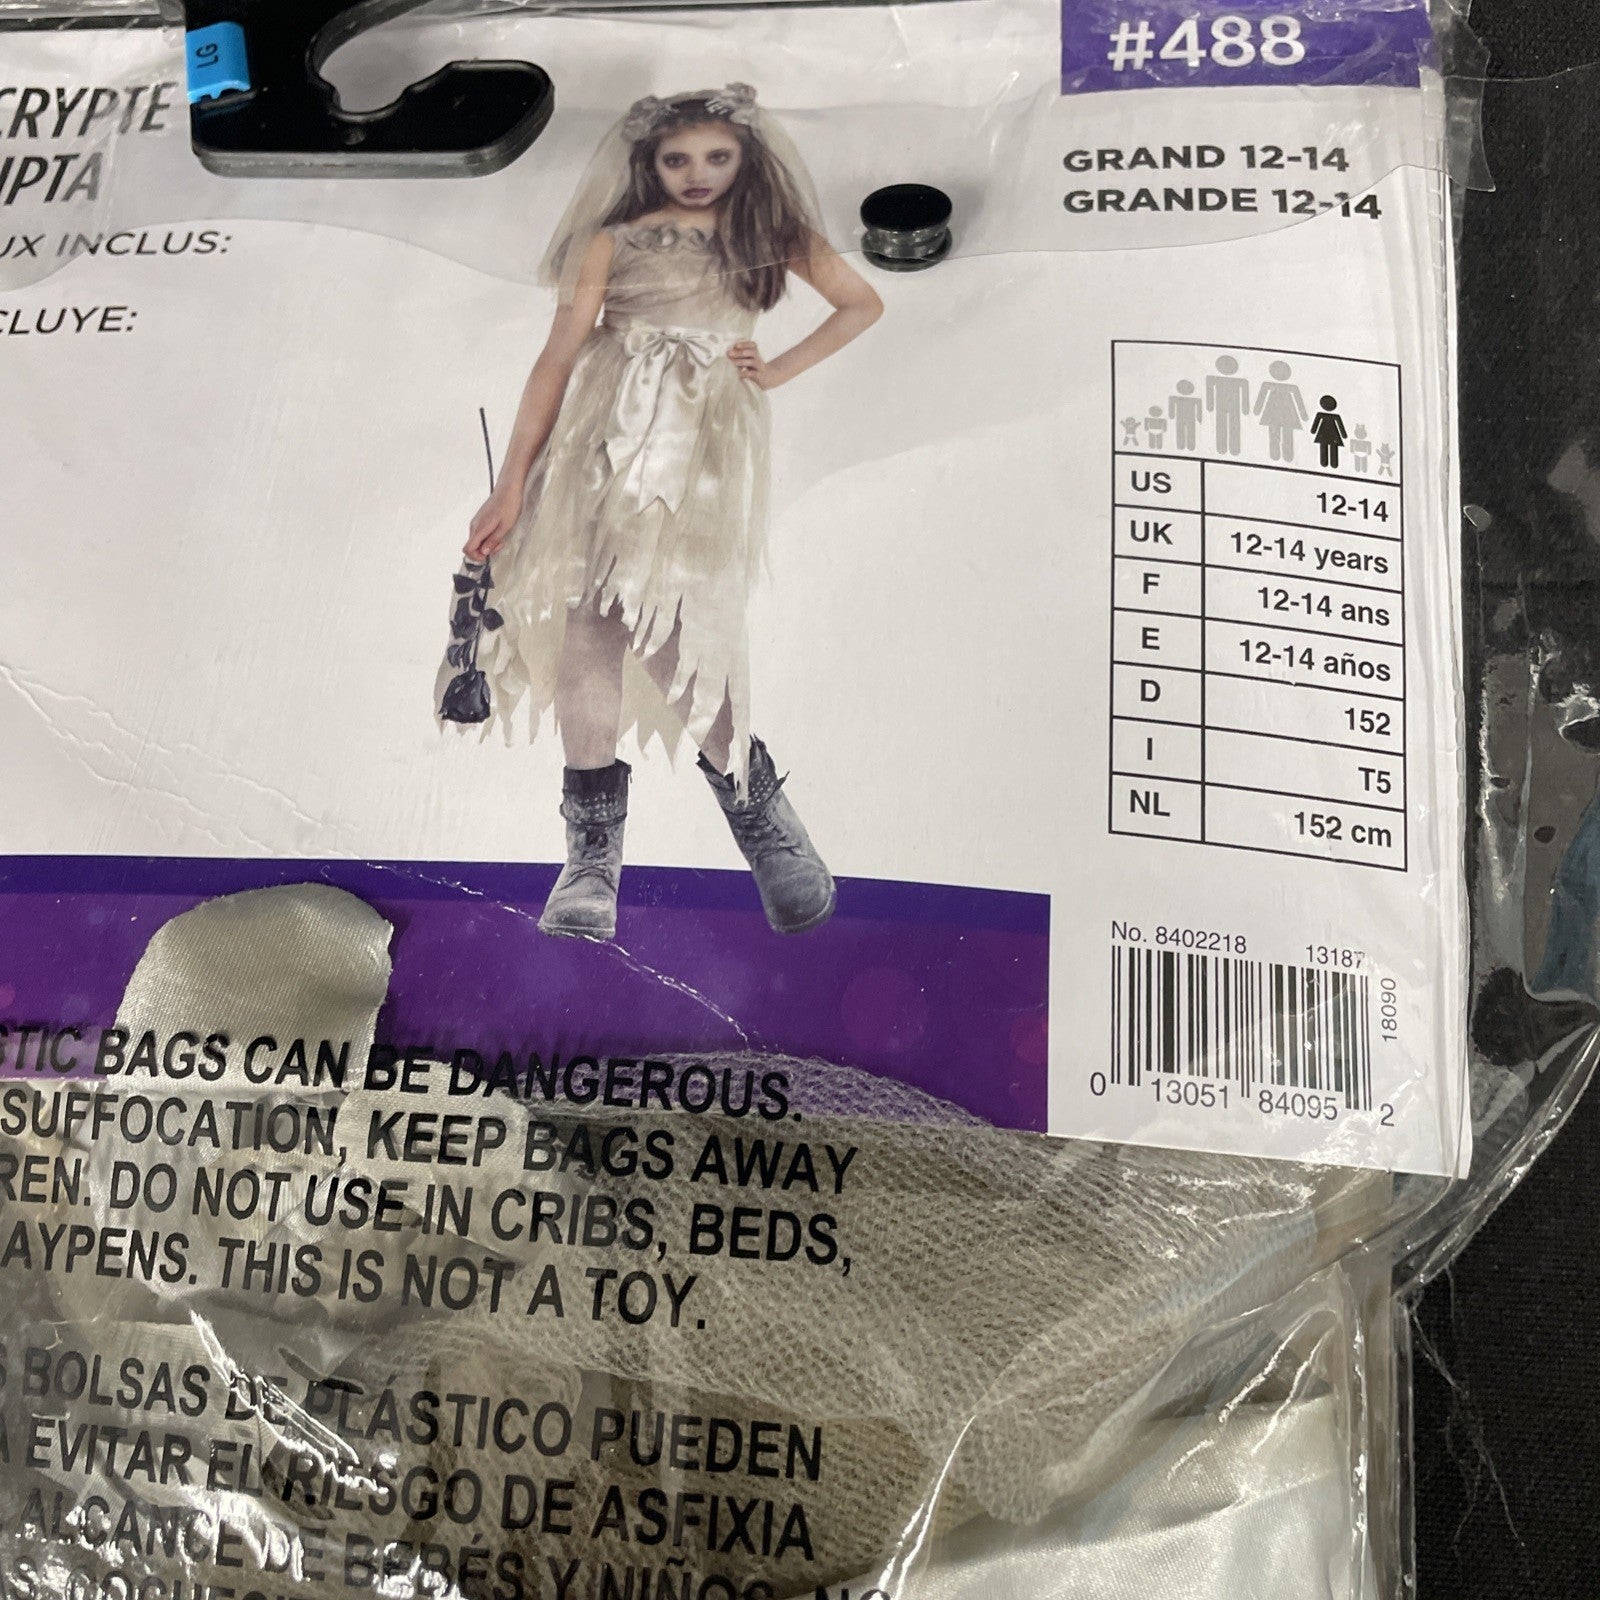 LG
#488
CRYPTE
IPTA
UX INCLUS:
CLUYE:
GRAND 12-14
GRANDE 12-14
US 12-14
UK 12-14 years
F 12-14 ans
E 12-14 años
D 152
I T5
NL 152 cm
No. 8402218 13187
18090
0 13051 84095 2
STIC BAGS CAN BE DANGEROUS.
SUFFOCATION, KEEP BAGS AWAY
REN. DO NOT USE IN CRIBS, BEDS,
AYPENS. THIS IS NOT A TOY.
S BOLSAS DE PLÁSTICO PUEDEN
A EVITAR EL RIESGO DE ASFIXIA
ALCANCE DE BEBÉS Y NIÑOS. NO